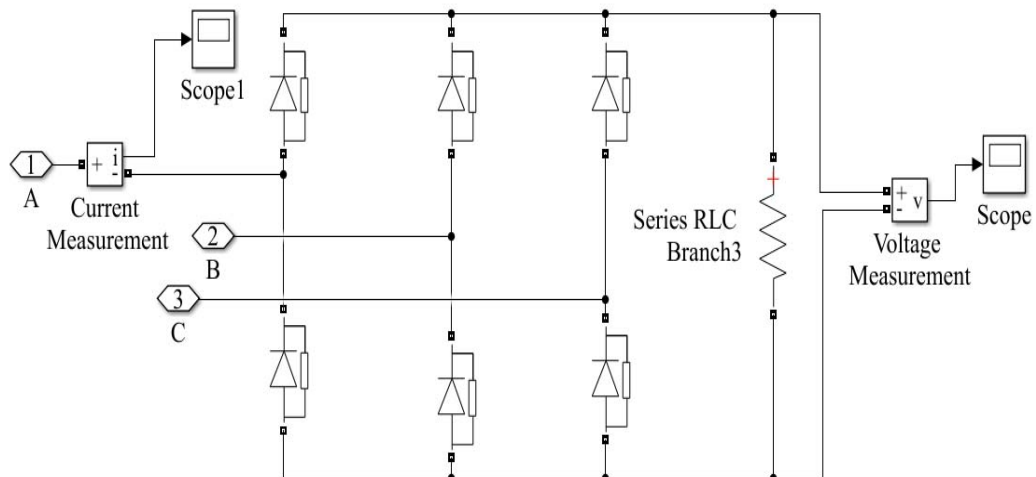 Scope1
1
A
+
i
-
Current
Measurement
2
B
3
C
+
Series RLC
Branch3
+
-
v
Voltage
Measurement
Scope